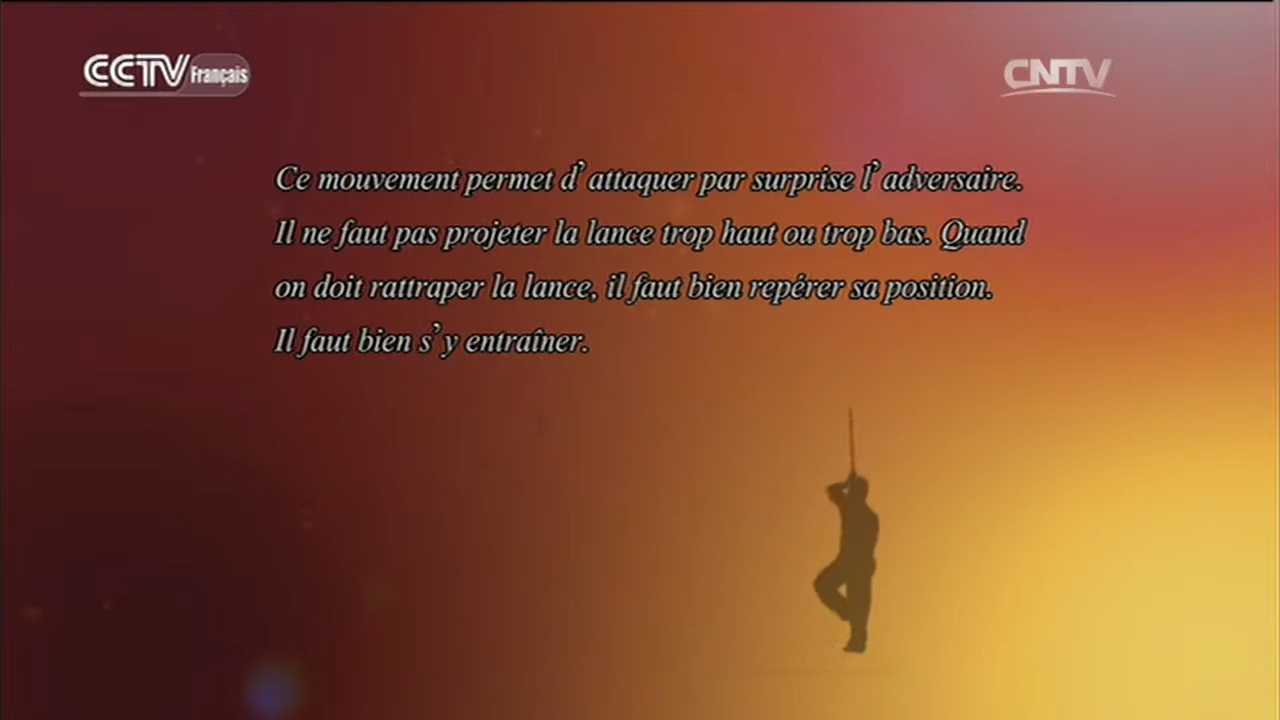 CCTV Français
CNTV
Ce mouvement permet d’attaquer par surprise l’adversaire.
Il ne faut pas projeter la lance trop haut ou trop bas. Quand
on doit rattraper la lance, il faut bien repérer sa position.
Il faut bien s’y entraîner.